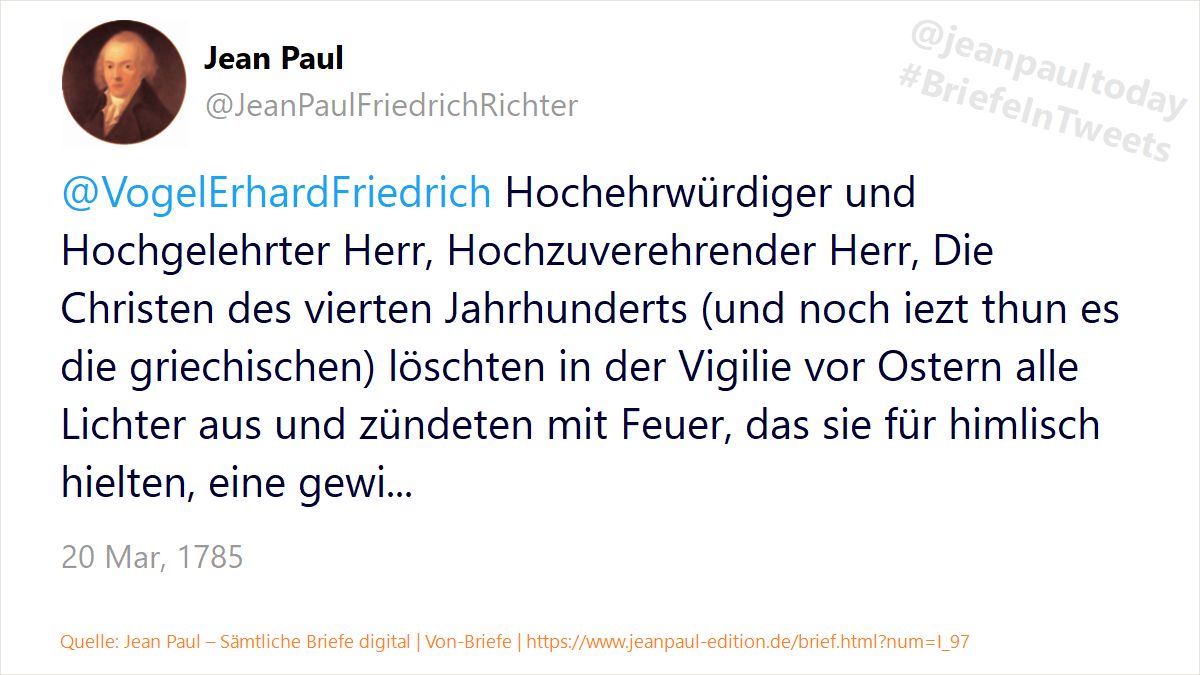 Jean Paul
@JeanPaulFriedrichRichter
@jeanpaultoday
#BriefeInTweets
@VogelErhardFriedrich Hochehrwürdiger und
Hochgelehrter Herr, Hochzuverehrender Herr, Die
Christen des vierten Jahrhunderts (und noch iezt thun es
die griechischen) löschten in der Vigilie vor Ostern alle
Lichter aus und zündeten mit Feuer, das sie für himlisch
hielten, eine gewi...
20 Mar, 1785
Quelle: Jean Paul – Sämtliche Briefe digital | Von-Briefe | https://www.jeanpaul-edition.de/brief.html?num=I_97